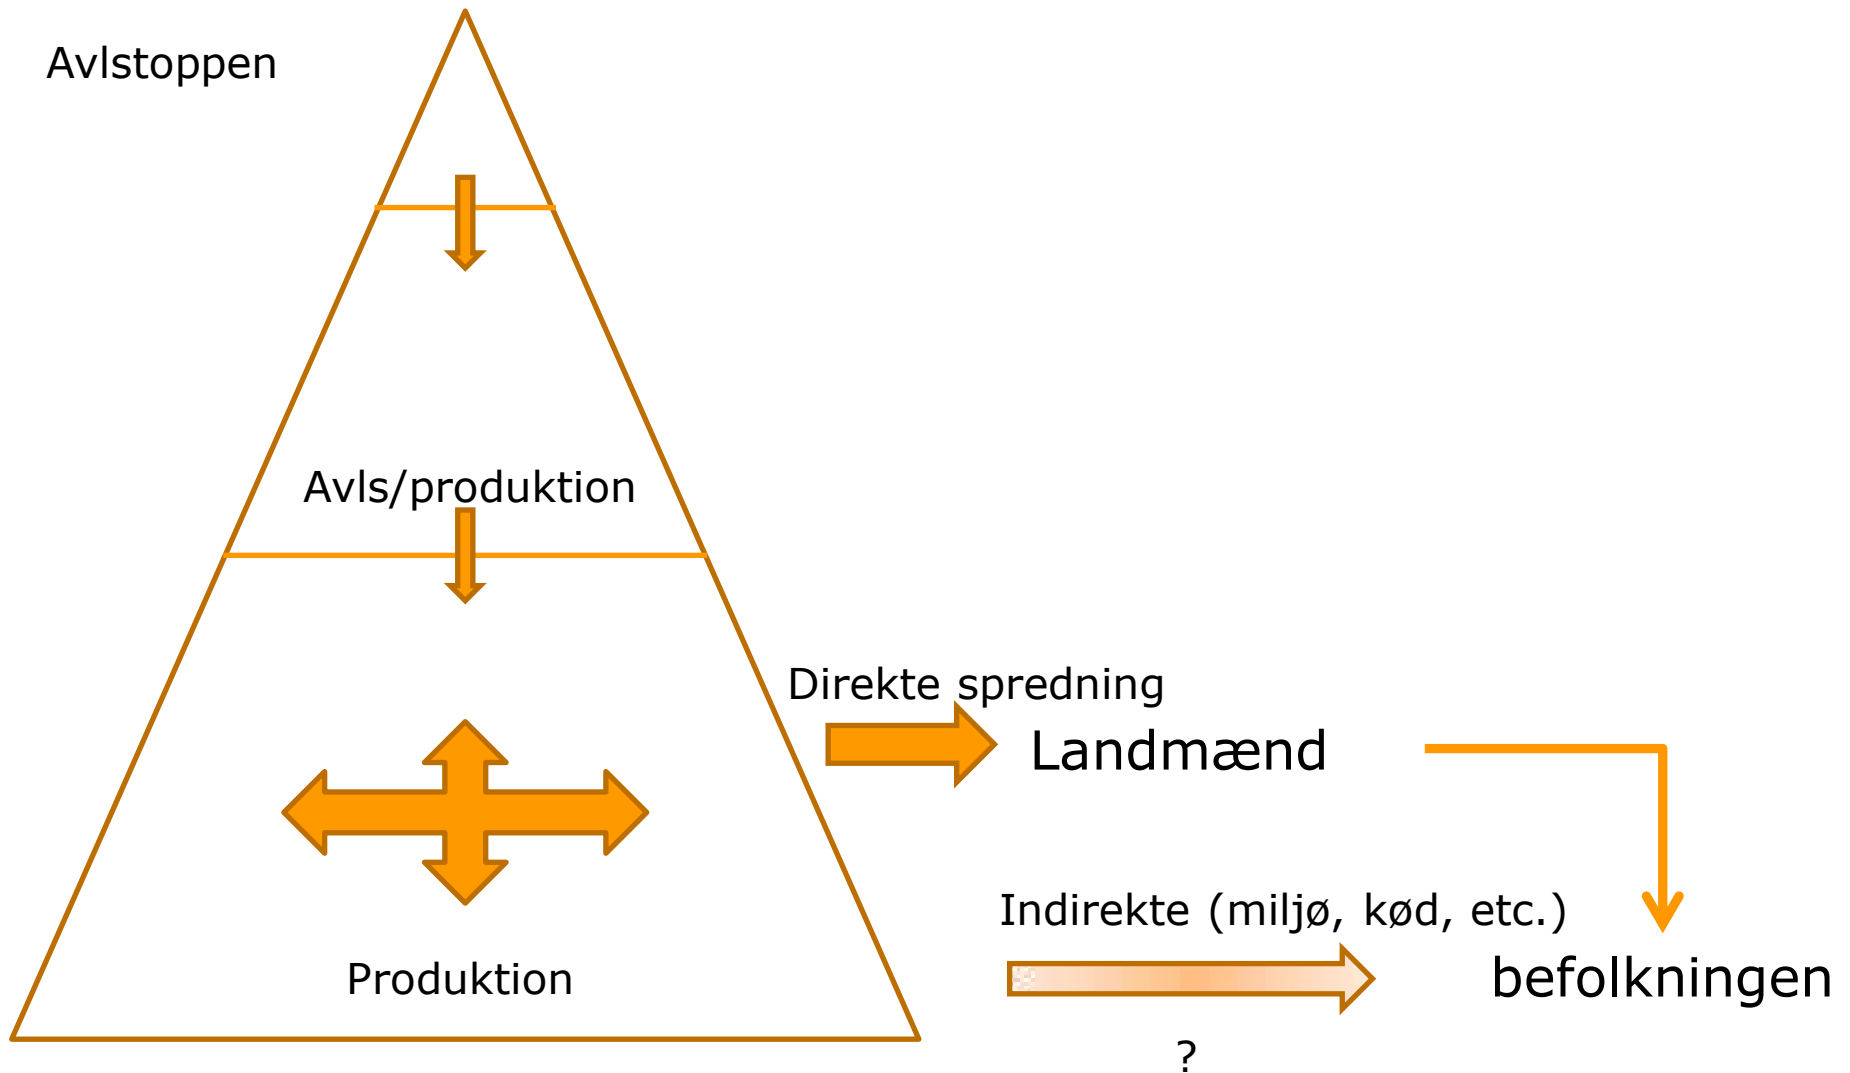 Avlstoppen
Avls/produktion
Direkte spredning
Landmænd
Indirekte (miljø, kød, etc.)
Produktion
befolkningen
?